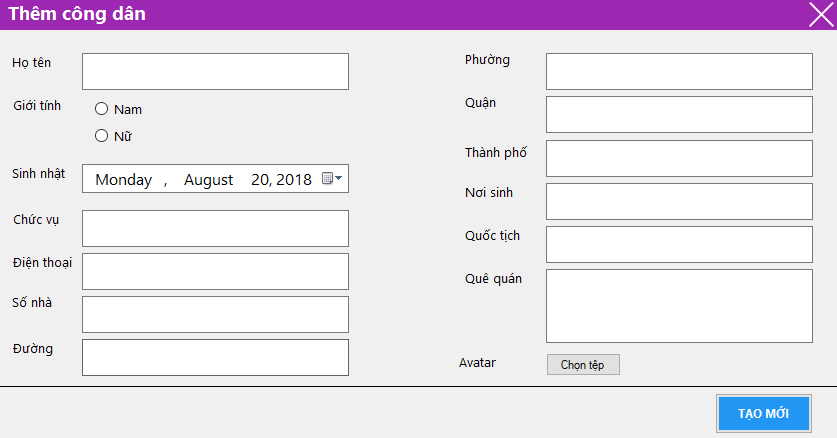 Thêm công dân
Họ tên
Giới tính
Nam
Nữ
Sinh nhật
Monday , August 20, 2018
Chức vụ
Điện thoại
Số nhà
Đường
Phường
Quận
Thành phố
Nơi sinh
Quốc tịch
Quê quán
Avatar
Chọn tệp
TẠO MỚI